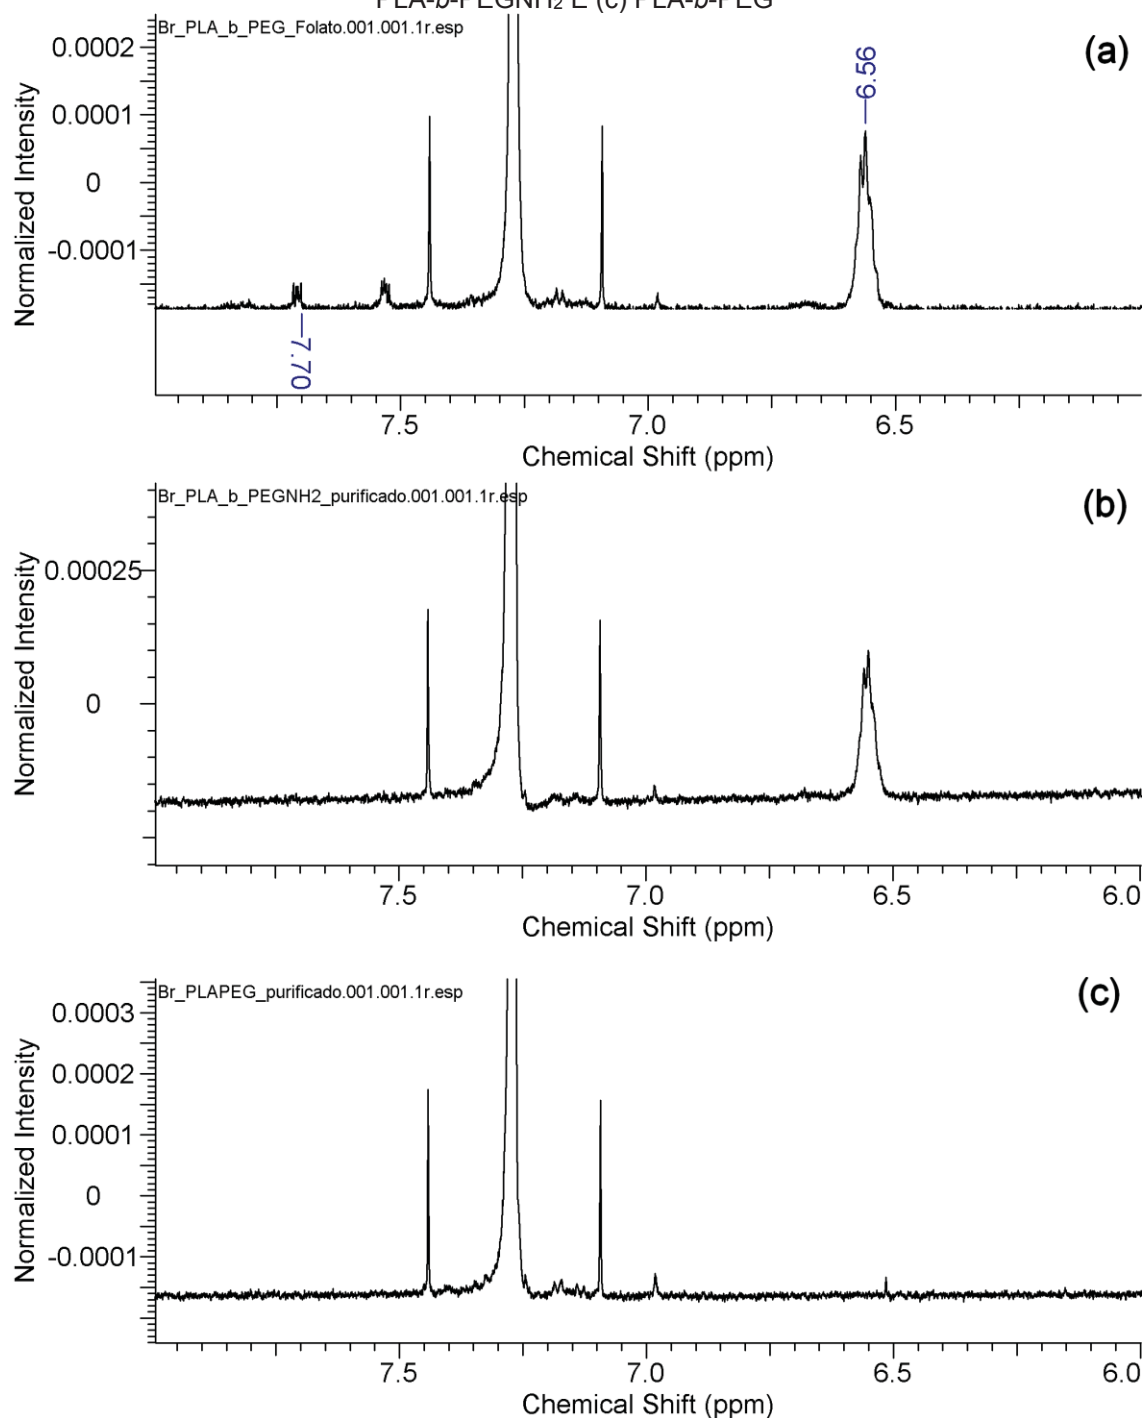 PLA-b-PEGNH₂ E (c) PLA-b-PEG
Br_PLA_b_PEG_Folato.001.001.1r.esp
(a)
0.0002
0.0001
0
-0.0001
Normalized Intensity
6.56
7.70
7.5 7.0 6.5
Chemical Shift (ppm)
Br_PLA_b_PEGNH2_purificado.001.001.1r.esp
(b)
0.00025
0
Normalized Intensity
7.5 7.0 6.5 6.0
Chemical Shift (ppm)
Br_PLAPEG_purificado.001.001.1r.esp
(c)
0.0003
0.0002
0.0001
0
-0.0001
Normalized Intensity
7.5 7.0 6.5 6.0
Chemical Shift (ppm)